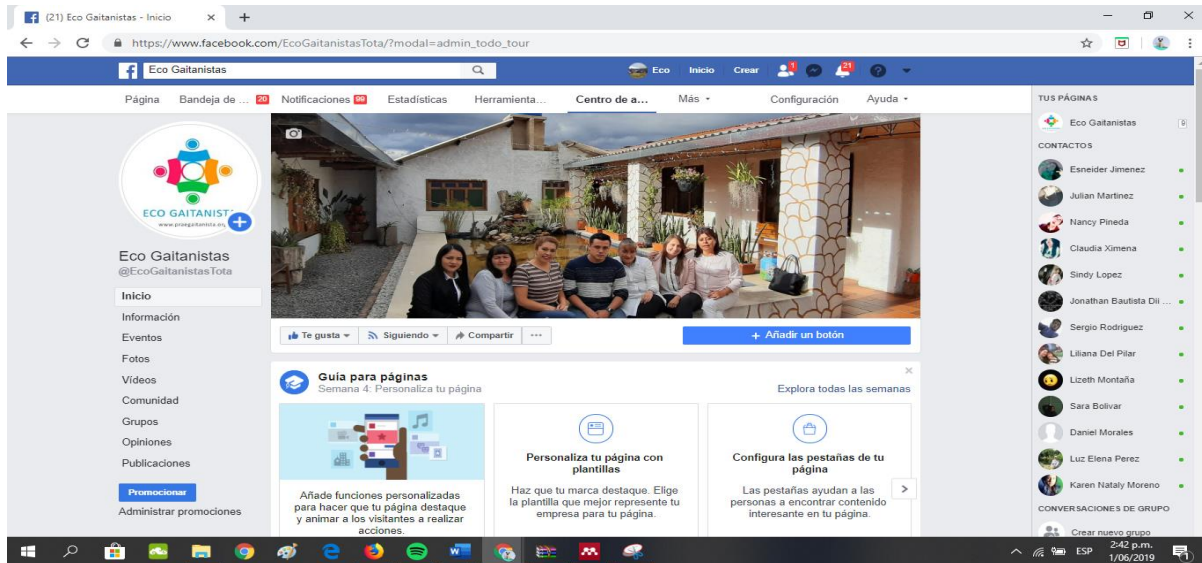 (21) Eco Gaitanistas - Inicio
https://www.facebook.com/EcoGaitanistasTota/?modal=admin_todo_tour
Eco Gaitanistas
Eco Inicio Crear 1 21
Página Bandeja de ... 20 Notificaciones 99 Estadísticas Herramienta... Centro de a... Más Configuración Ayuda
ECO GAITANIST
www.praegaitanista.org
Eco Gaitanistas
@EcoGaitanistasTota
Inicio
Información
Eventos
Fotos
Vídeos
Comunidad
Grupos
Opiniones
Publicaciones
Promocionar
Administrar promociones
Te gusta Siguiendo Compartir ...
+ Añadir un botón
Guía para páginas
Semana 4: Personaliza tu página
Explora todas las semanas
Añade funciones personalizadas
para hacer que tu página destaque
y animar a los visitantes a realizar
acciones.
Personaliza tu página con
plantillas
Haz que tu marca destaque. Elige
la plantilla que mejor represente tu
empresa para tu página.
Configura las pestañas de tu
página
Las pestañas ayudan a las
personas a encontrar contenido
interesante en tu página.
TUS PÁGINAS
Eco Gaitanistas 9
CONTACTOS
Esneider Jimenez
Julian Martinez
Nancy Pineda
Claudia Ximena
Sindy Lopez
Jonathan Bautista Dii ...
Sergio Rodriguez
Liliana Del Pilar
Lizeth Montaña
Sara Bolivar
Daniel Morales
Luz Elena Perez
Karen Nataly Moreno
CONVERSACIONES DE GRUPO
Crear nuevo grupo
ESP
2:42 p.m.
1/06/2019